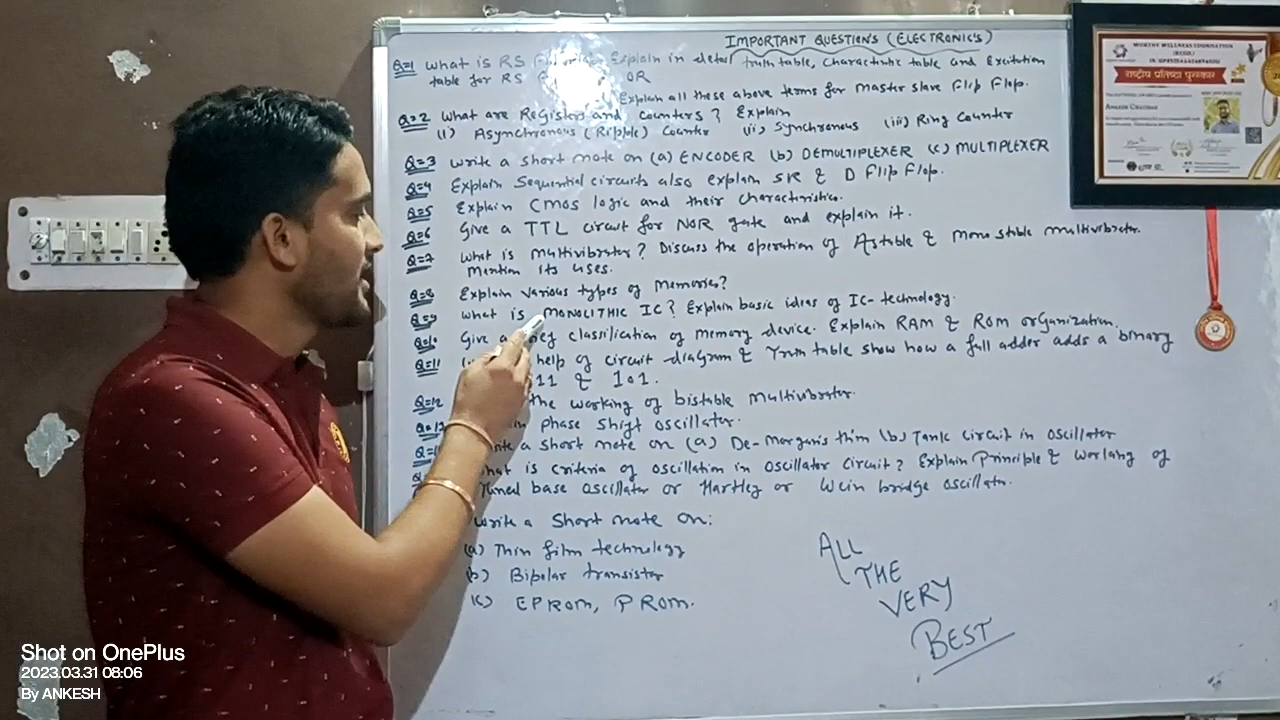 IMPORTANT QUESTIONS (ELECTRONICS)
Q=1 What is RS Explain in detail truth table, Charactristic table and Excitation
table for RS OR
Explain all these above terms for Master slave Flip Flop.
Q=2 What are Registers and counters? Explain
(i) Asynchronous (Ripple) Counter (ii) Synchronous (iii) Ring Counter
Q=3 Write a short note on (a) ENCODER (b) DEMULTIPLEXER (c) MULTIPLEXER
Q=4 Explain Sequential circuits also explain SR & D Flip Flop.
Q=5 Explain CMOS logic and their characteristics.
Q=6 Give a TTL circuit for NOR gate and explain it.
Q=7 What is multivibrator? Discuss the operation of Astable & Monostable multivibrator.
Mention its uses.
Q=8 Explain various types of Memories?
Q=9 What is MONOLITHIC IC? Explain basic ideas of IC-technology.
Q=10 Give a classification of memory device. Explain RAM & ROM organization.
Q=11 help of circuit diagram & Truth table show how a full adder adds a binary
11 & 101.
Q=12 the working of bistable multivibrator.
phase shift oscillator.
a short note on (a) De-Morgan's thm (b) Tank circuit in oscillator
What is criteria of oscillation in oscillator circuit? Explain Principle & Working of
Tuned base oscillator or Hartley or Wein bridge oscillator.
Write a Short note on:
(a) Thin film technology
(b) Bipolar transistor
(c) EPROM, PROM.
ALL
THE
VERY
BEST
राष्ट्रीय प्रतिष्ठा पुरस्कार
Shot on OnePlus
2023.03.31 08:06
By ANKESH